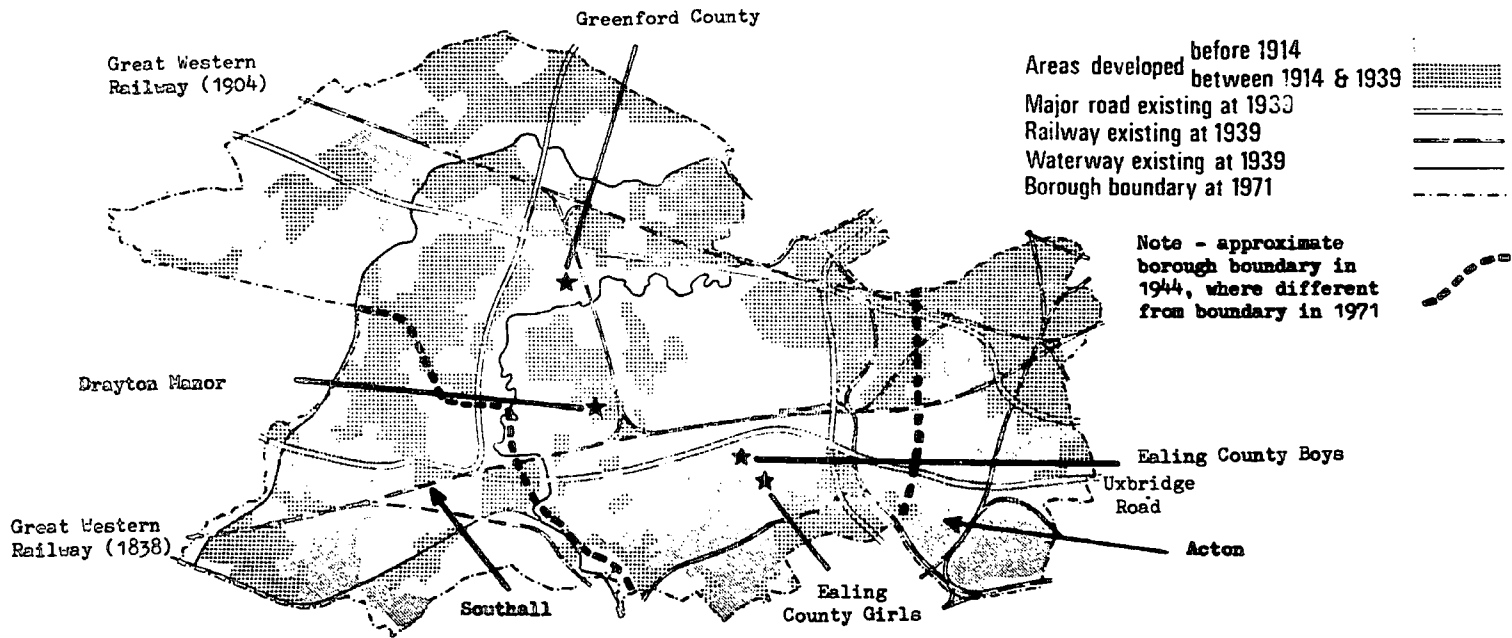 Greenford County
Great Western
Railway (1904)
Areas developed before 1914
between 1914 & 1939
Major road existing at 1939
Railway existing at 1939
Waterway existing at 1939
Borough boundary at 1971
Note - approximate
borough boundary in
1944, where different
from boundary in 1971
Drayton Manor
Ealing County Boys
Uxbridge
Road
Great Western
Railway (1838)
Acton
Southall
Ealing
County Girls